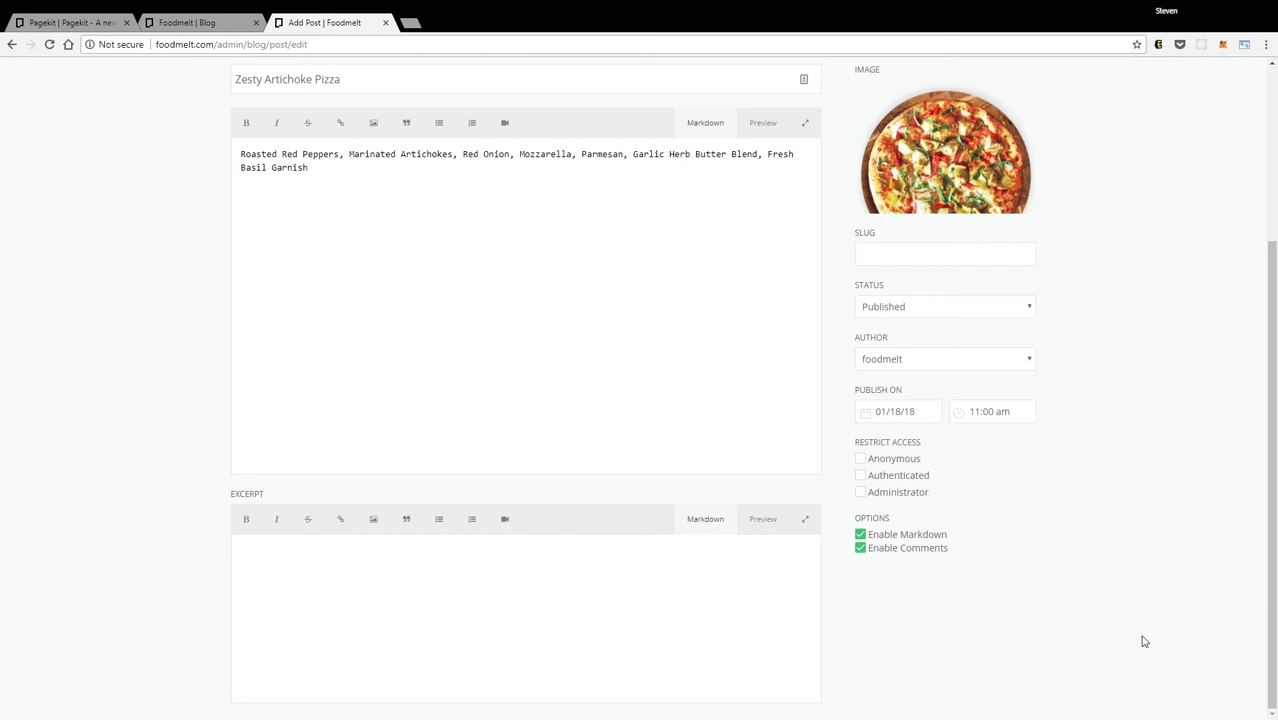 Steven
Pagekit | Pagekit - A new
Foodmelt | Blog
Add Post | Foodmelt
Not secure
foodmelt.com/admin/blog/post/edit
Zesty Artichoke Pizza
B I S
Markdown
Preview
Roasted Red Peppers, Marinated Artichokes, Red Onion, Mozzarella, Parmesan, Garlic Herb Butter Blend, Fresh
Basil Garnish
EXCERPT
B I S
Markdown
Preview
IMAGE
SLUG
STATUS
Published
AUTHOR
foodmelt
PUBLISH ON
01/18/18
11:00 am
RESTRICT ACCESS
Anonymous
Authenticated
Administrator
OPTIONS
Enable Markdown
Enable Comments